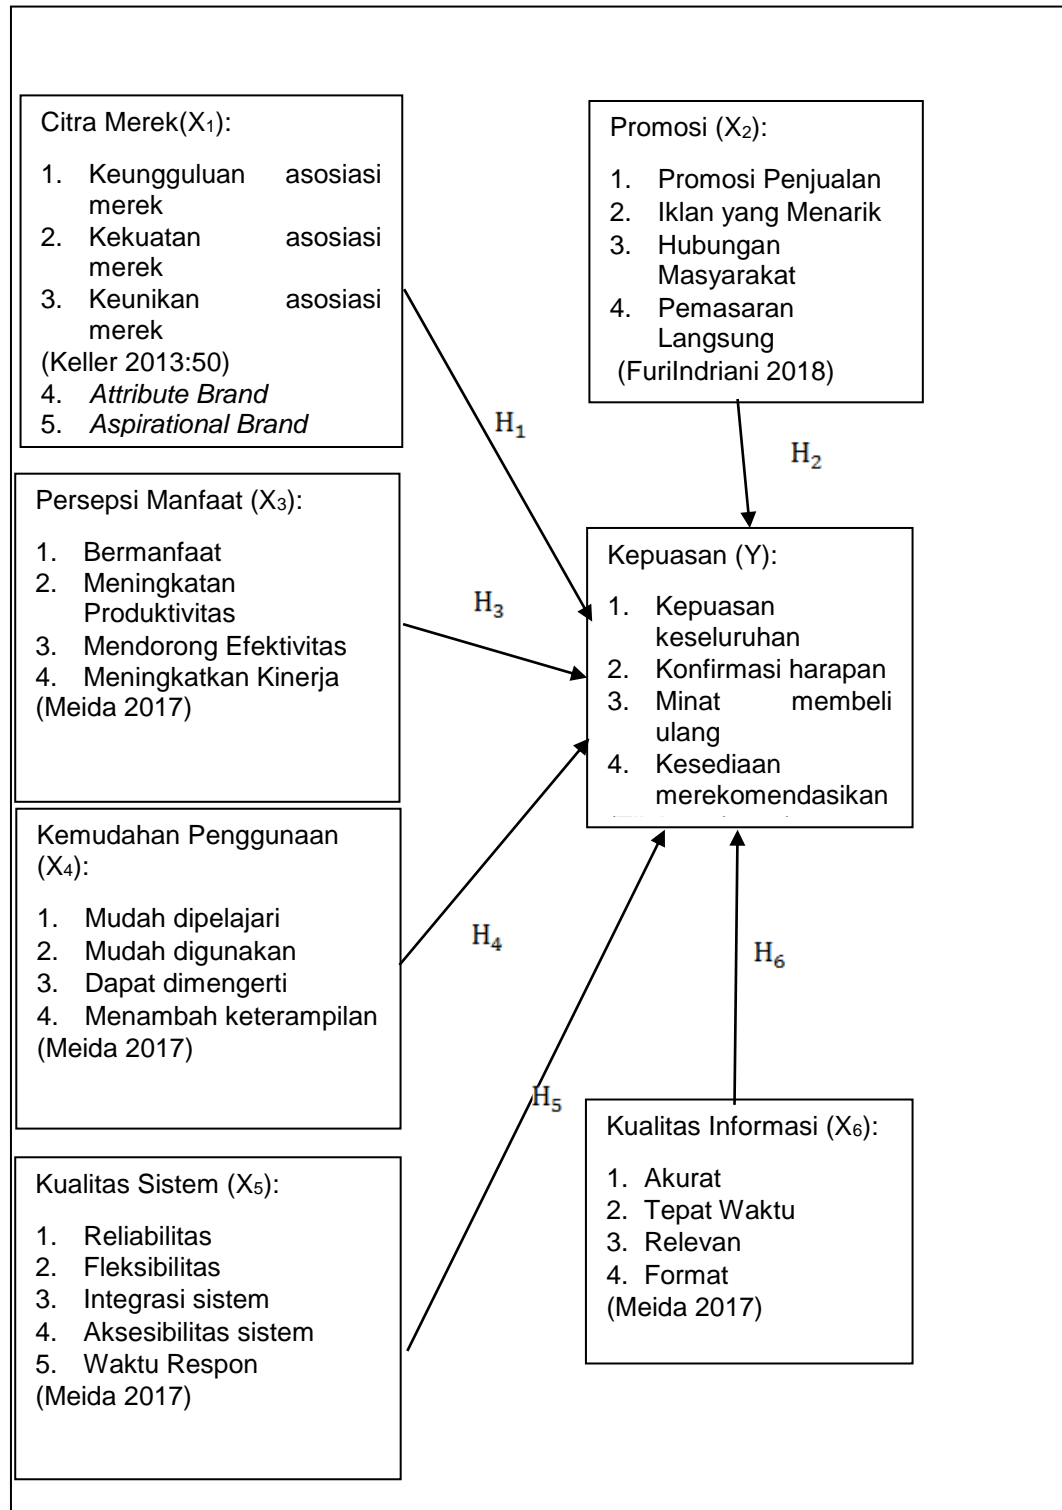 Citra Merek(X₁):
1. Keungguluan asosiasi
merek
2. Kekuatan asosiasi
merek
3. Keunikan asosiasi
merek
(Keller 2013:50)
4. Attribute Brand
5. Aspirational Brand
Promosi (X₂):
1. Promosi Penjualan
2. Iklan yang Menarik
3. Hubungan
Masyarakat
4. Pemasaran
Langsung
(FuriIndriani 2018)
H₁
H₂
Persepsi Manfaat (X₃):
1. Bermanfaat
2. Meningkatan
Produktivitas
3. Mendorong Efektivitas
4. Meningkatkan Kinerja
(Meida 2017)
H₃
Kepuasan (Y):
1. Kepuasan
keseluruhan
2. Konfirmasi harapan
3. Minat membeli
ulang
4. Kesediaan
merekomendasikan
Kemudahan Penggunaan
(X₄):
1. Mudah dipelajari
2. Mudah digunakan
3. Dapat dimengerti
4. Menambah keterampilan
(Meida 2017)
H₄
H₆
H₅
Kualitas Sistem (X₅):
1. Reliabilitas
2. Fleksibilitas
3. Integrasi sistem
4. Aksesibilitas sistem
5. Waktu Respon
(Meida 2017)
Kualitas Informasi (X₆):
1. Akurat
2. Tepat Waktu
3. Relevan
4. Format
(Meida 2017)